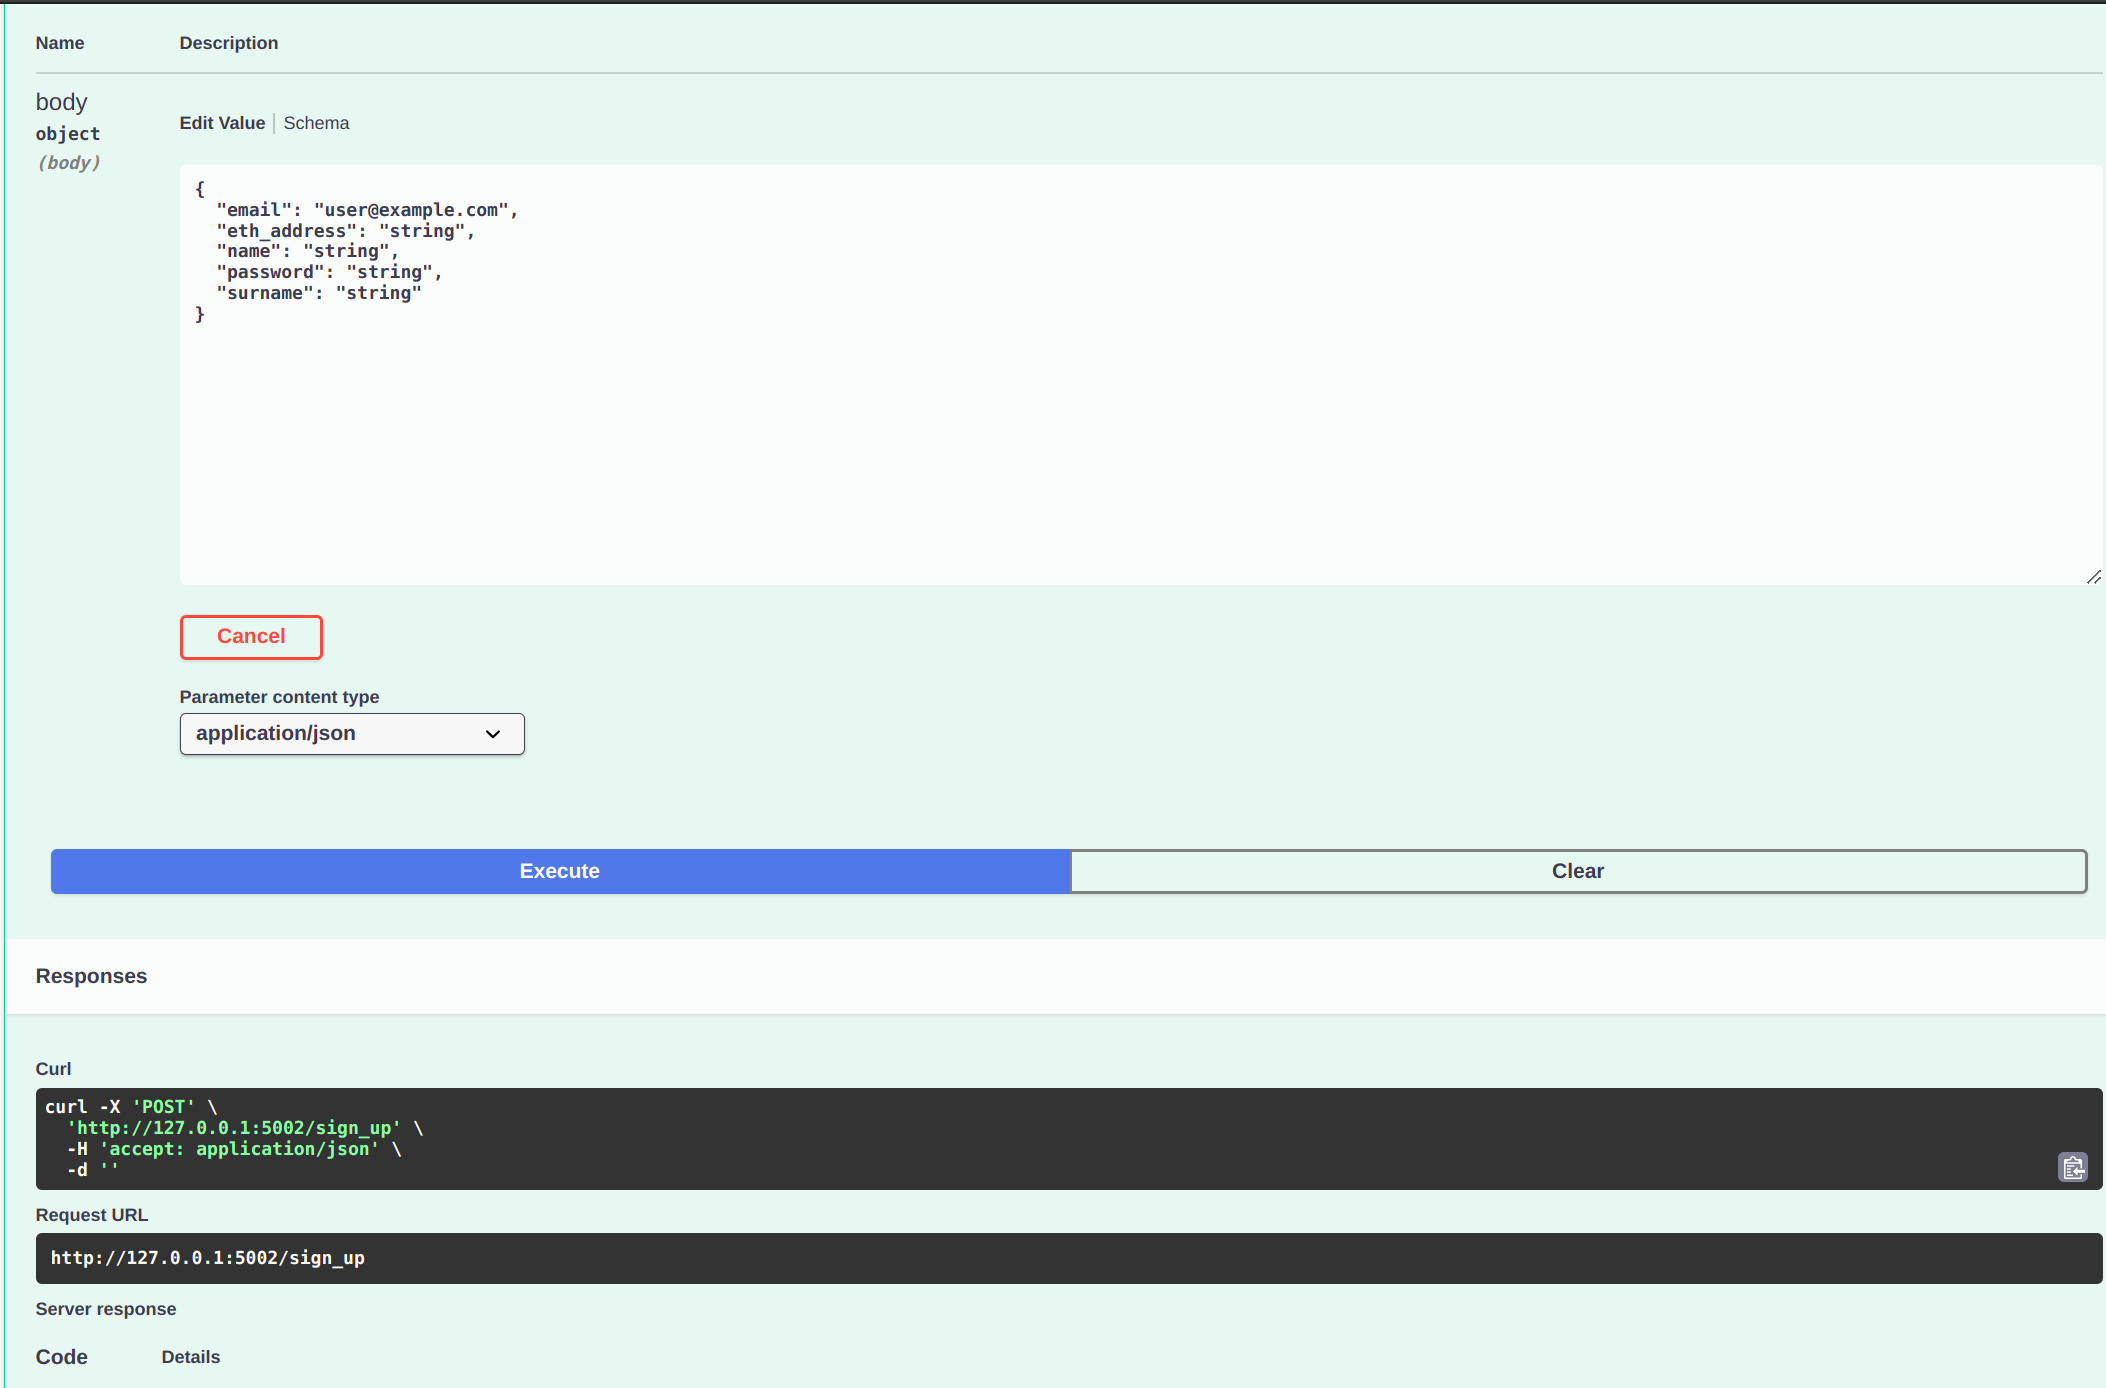 Name Description
body
object
(body)
Edit Value Schema
{
  "email": "user@example.com",
  "eth_address": "string",
  "name": "string",
  "password": "string",
  "surname": "string"
}
Cancel
Parameter content type
application/json
Execute Clear
Responses
Curl
curl -X 'POST' \
  'http://127.0.0.1:5002/sign_up' \
  -H 'accept: application/json' \
  -d ''
Request URL
http://127.0.0.1:5002/sign_up
Server response
Code Details